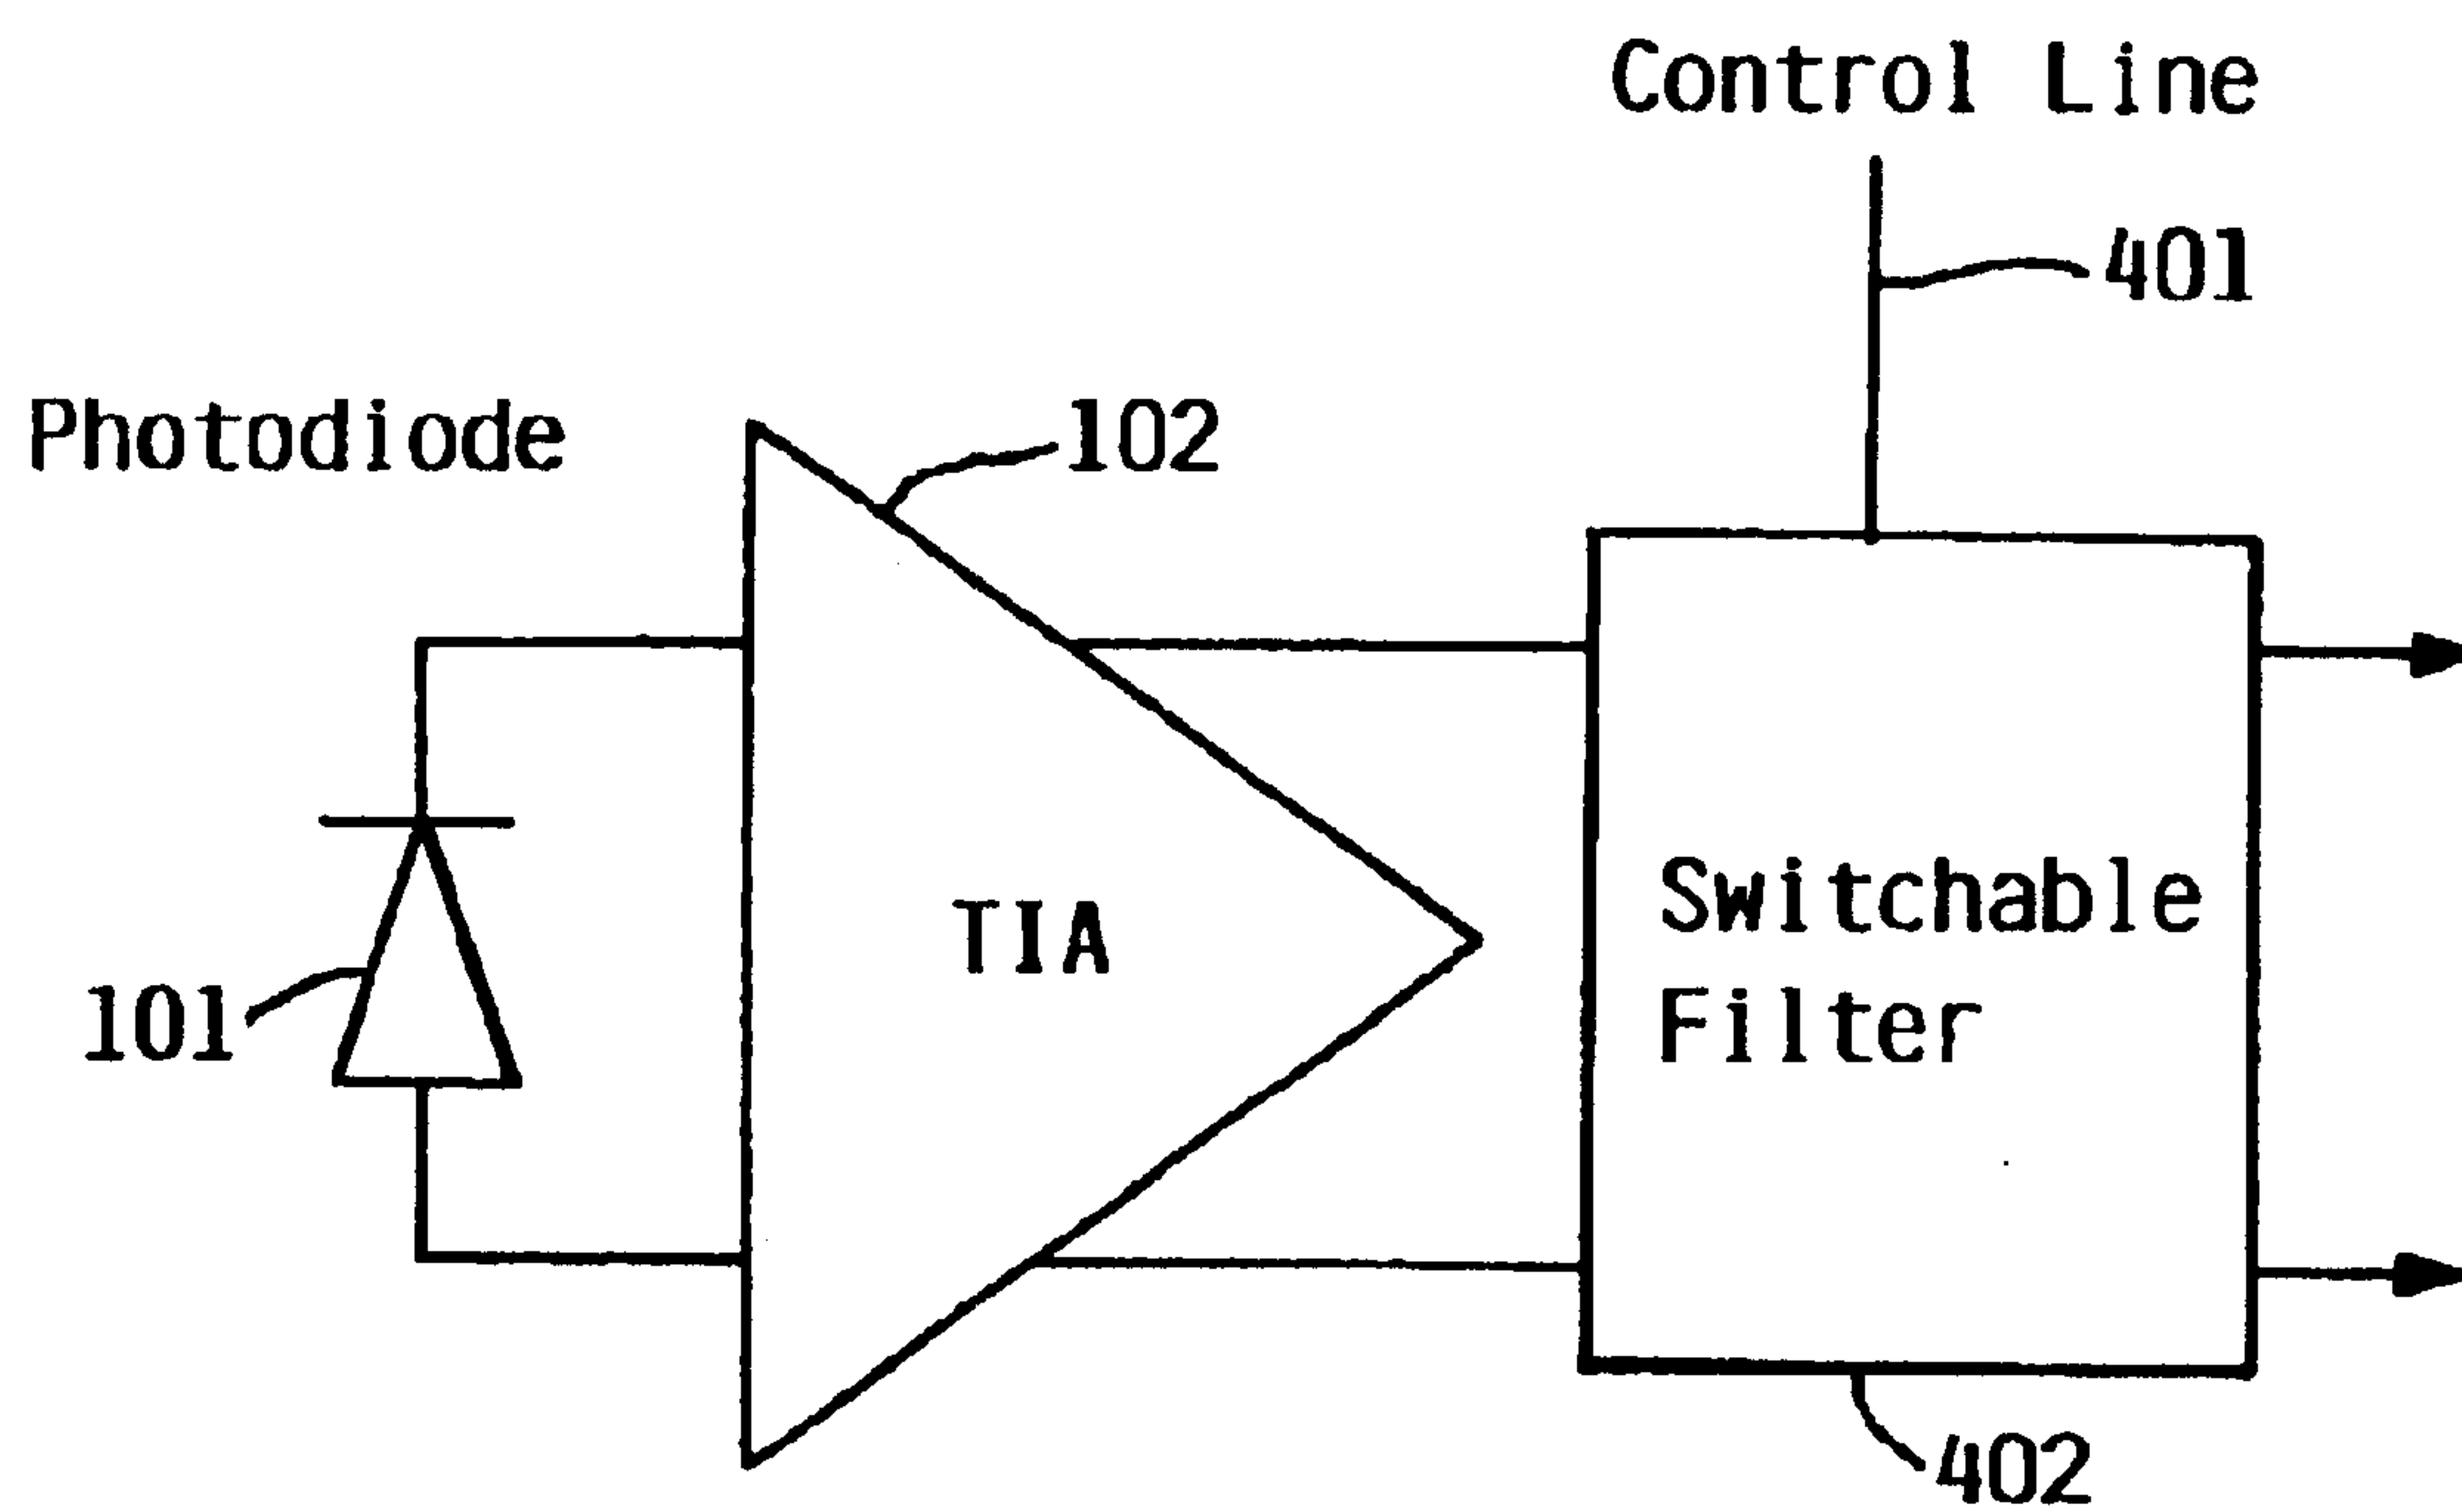 Control Line
401
Photodiode
102
TIA
Switchable
Filter
101
402